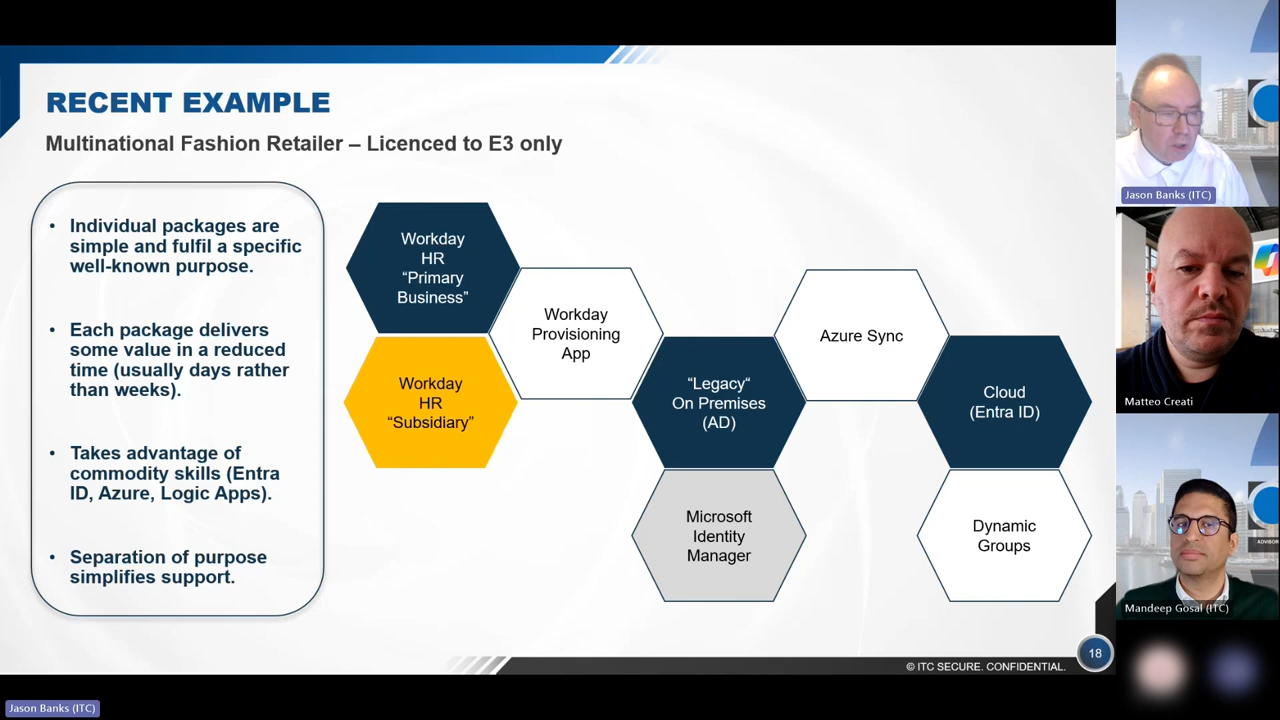 RECENT EXAMPLE
Multinational Fashion Retailer – Licenced to E3 only
• Individual packages are
simple and fulfil a specific
well-known purpose.
• Each package delivers
some value in a reduced
time (usually days rather
than weeks).
• Takes advantage of
commodity skills (Entra
ID, Azure, Logic Apps).
• Separation of purpose
simplifies support.
Workday
HR
“Primary
Business”
Workday
HR
“Subsidiary”
Workday
Provisioning
App
“Legacy“
On Premises
(AD)
Microsoft
Identity
Manager
Azure Sync
Cloud
(Entra ID)
Dynamic
Groups
18
© ITC SECURE. CONFIDENTIAL.
Jason Banks (ITC)
Matteo Creati
ADVISOR
Mandeep Gosal (ITC)
Jason Banks (ITC)